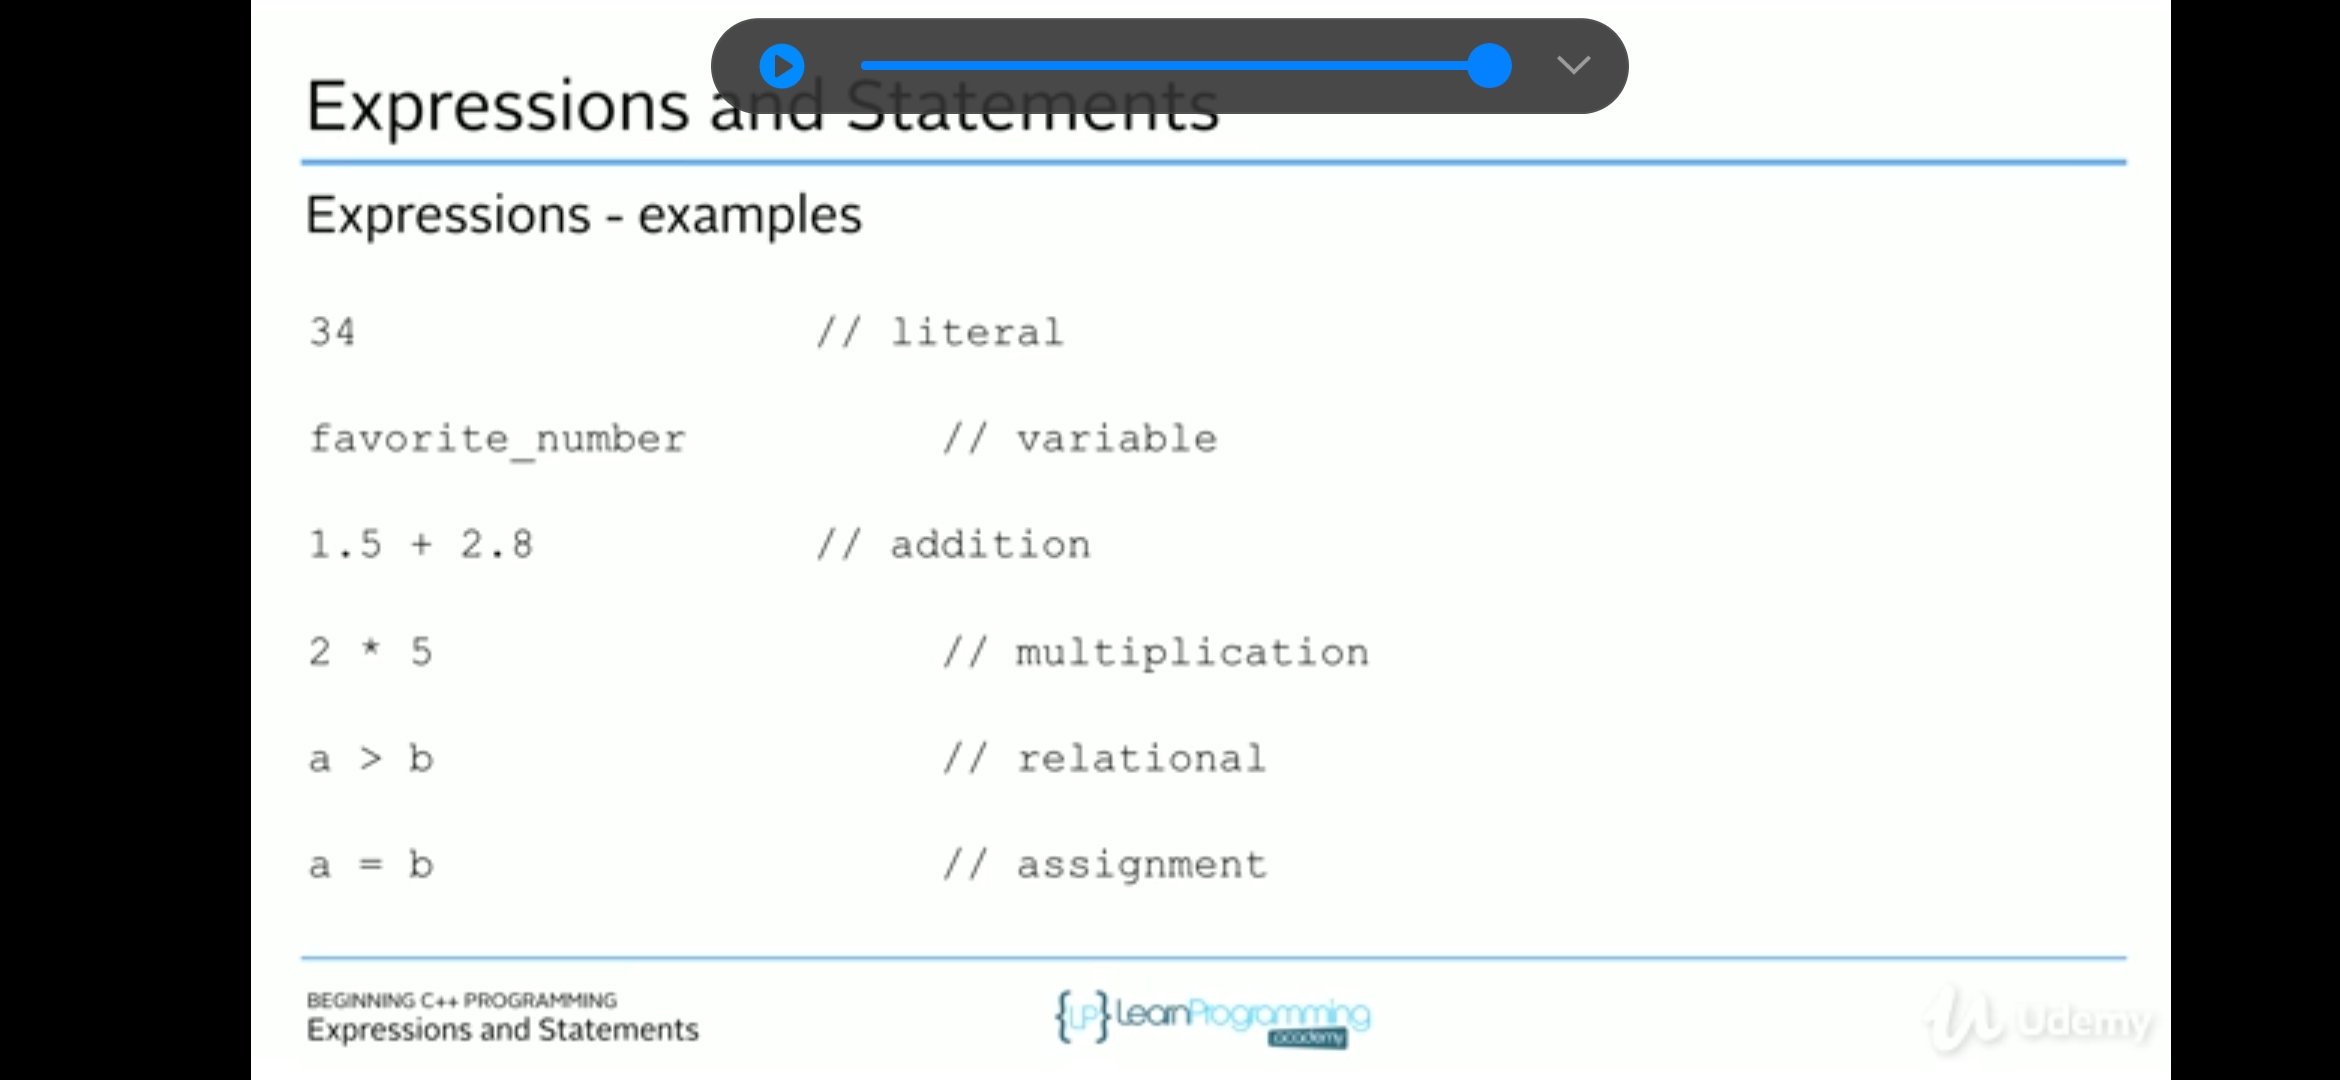 Expressions and Statements
Expressions - examples
34 // literal
favorite_number // variable
1.5 + 2.8 // addition
2 * 5 // multiplication
a > b // relational
a = b // assignment
BEGINNING C++ PROGRAMMING
Expressions and Statements
{LP} LearnProgramming
academy
Udemy